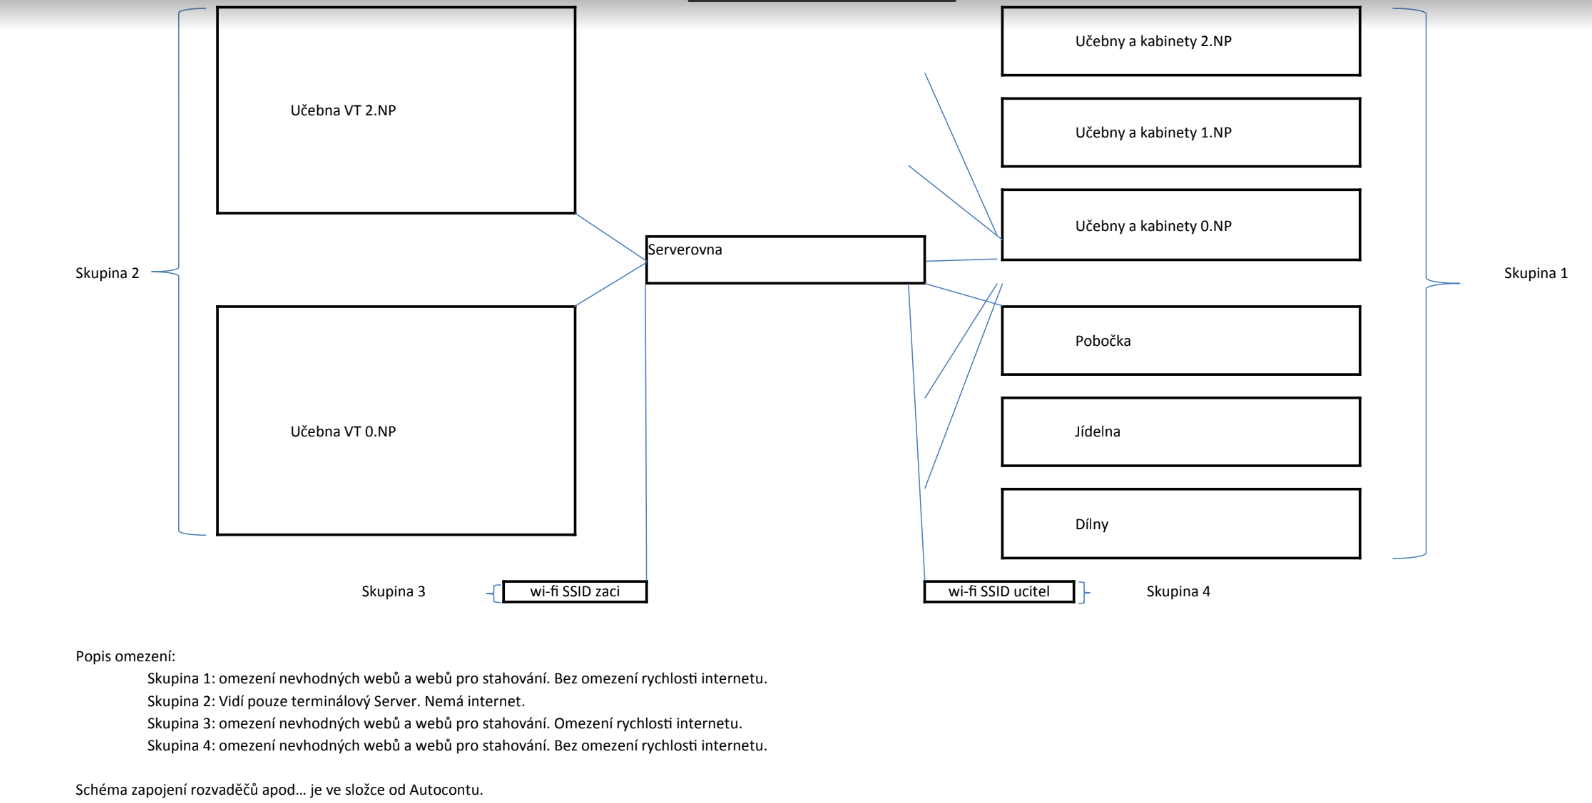 Učebny a kabinety 2.NP
Učebna VT 2.NP
Učebny a kabinety 1.NP
Učebny a kabinety 0.NP
Serverovna
Skupina 2
Skupina 1
Pobočka
Učebna VT 0.NP
Jídelna
Dílny
Skupina 3
wi-fi SSID zaci
wi-fi SSID ucitel
Skupina 4
Popis omezení:
Skupina 1: omezení nevhodných webů a webů pro stahování. Bez omezení rychlosti internetu.
Skupina 2: Vidí pouze terminálový Server. Nemá internet.
Skupina 3: omezení nevhodných webů a webů pro stahování. Omezení rychlosti internetu.
Skupina 4: omezení nevhodných webů a webů pro stahování. Bez omezení rychlosti internetu.
Schéma zapojení rozvaděčů apod... je ve složce od Autocontu.